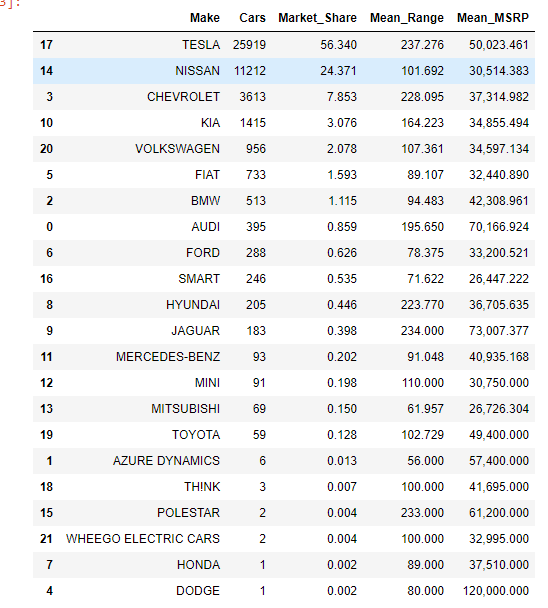 3]:
Make Cars Market_Share Mean_Range Mean_MSRP
17 TESLA 25919 56.340 237.276 50,023.461
14 NISSAN 11212 24.371 101.692 30,514.383
3 CHEVROLET 3613 7.853 228.095 37,314.982
10 KIA 1415 3.076 164.223 34,855.494
20 VOLKSWAGEN 956 2.078 107.361 34,597.134
5 FIAT 733 1.593 89.107 32,440.890
2 BMW 513 1.115 94.483 42,308.961
0 AUDI 395 0.859 195.650 70,166.924
6 FORD 288 0.626 78.375 33,200.521
16 SMART 246 0.535 71.622 26,447.222
8 HYUNDAI 205 0.446 223.770 36,705.635
9 JAGUAR 183 0.398 234.000 73,007.377
11 MERCEDES-BENZ 93 0.202 91.048 40,935.168
12 MINI 91 0.198 110.000 30,750.000
13 MITSUBISHI 69 0.150 61.957 26,726.304
19 TOYOTA 59 0.128 102.729 49,400.000
1 AZURE DYNAMICS 6 0.013 56.000 57,400.000
18 TH!NK 3 0.007 100.000 41,695.000
15 POLESTAR 2 0.004 233.000 61,200.000
21 WHEEGO ELECTRIC CARS 2 0.004 100.000 32,995.000
7 HONDA 1 0.002 89.000 37,510.000
4 DODGE 1 0.002 80.000 120,000.000